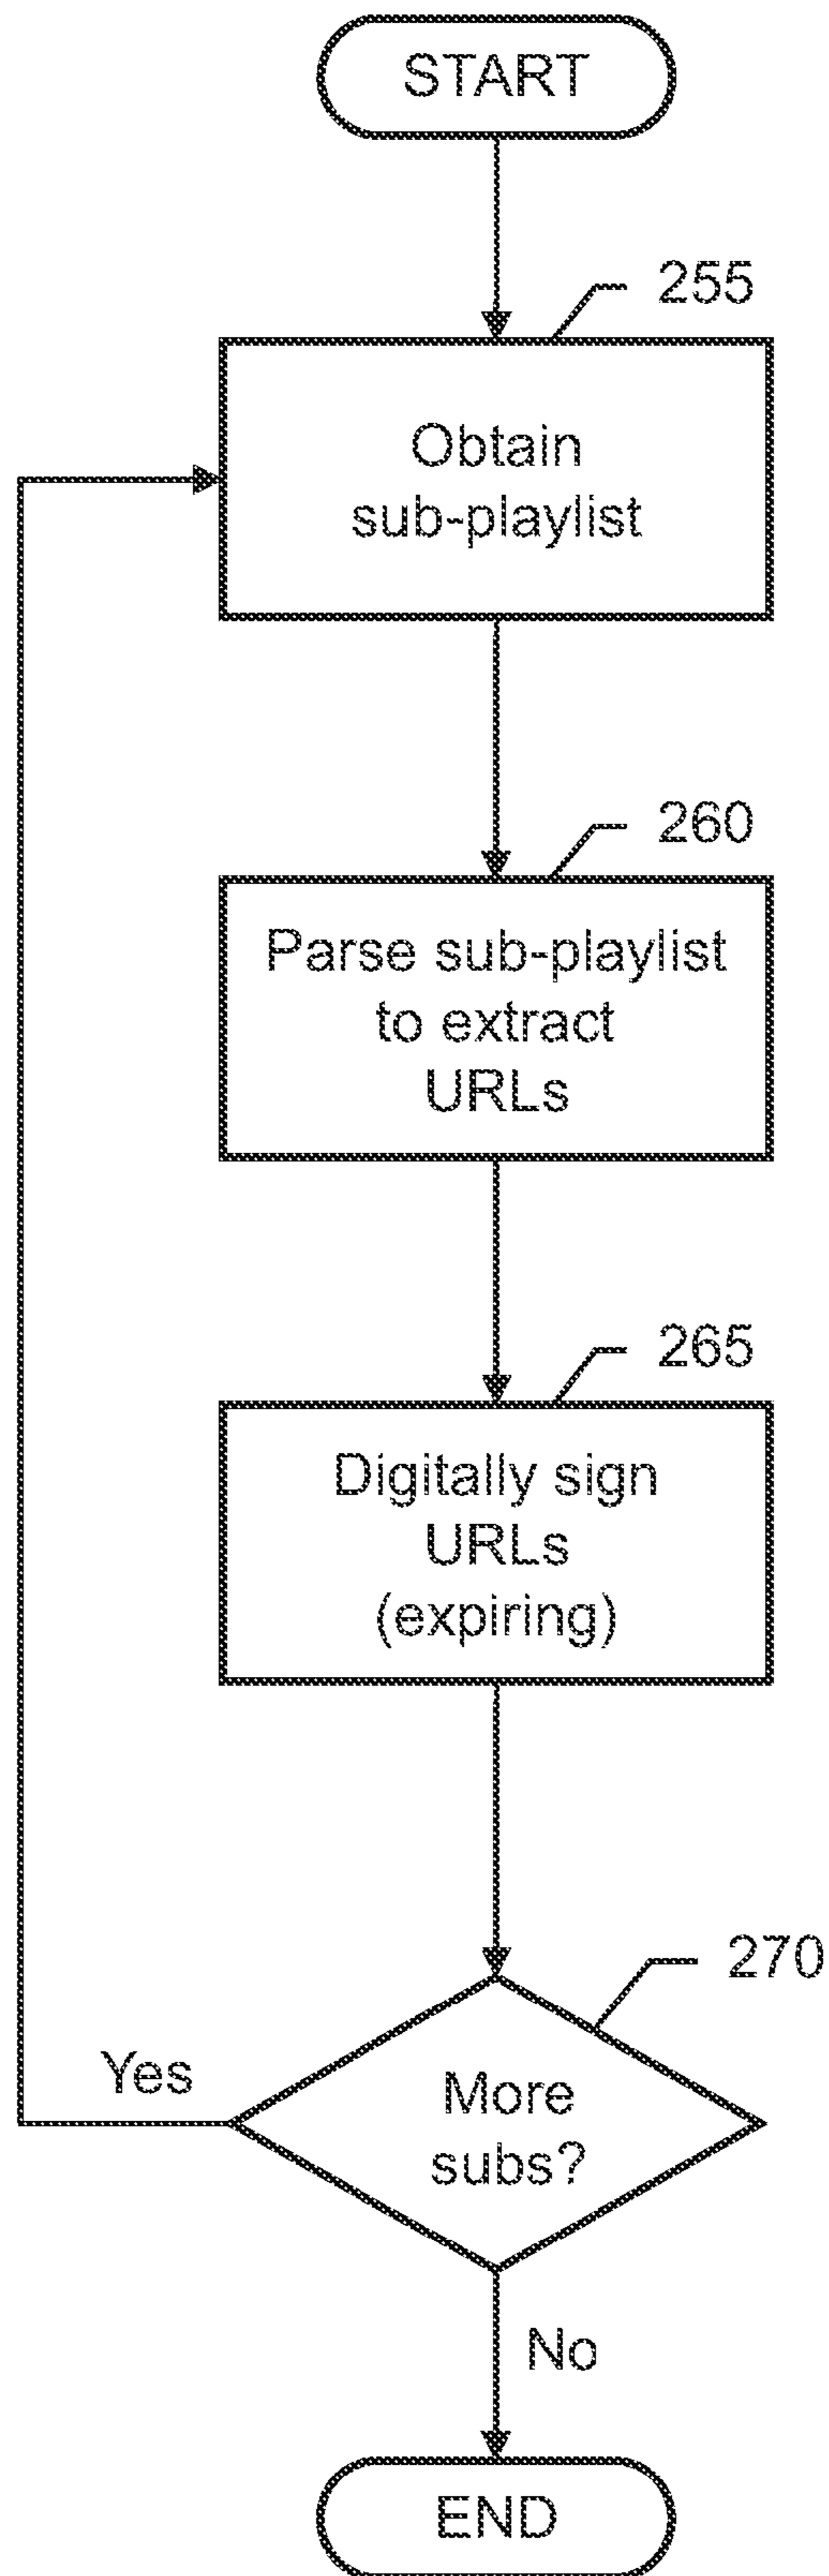 START
255
Obtain
sub-playlist
260
Parse sub-playlist
to extract
URLs
265
Digitally sign
URLs
(expiring)
270
More
subs?
Yes
No
END